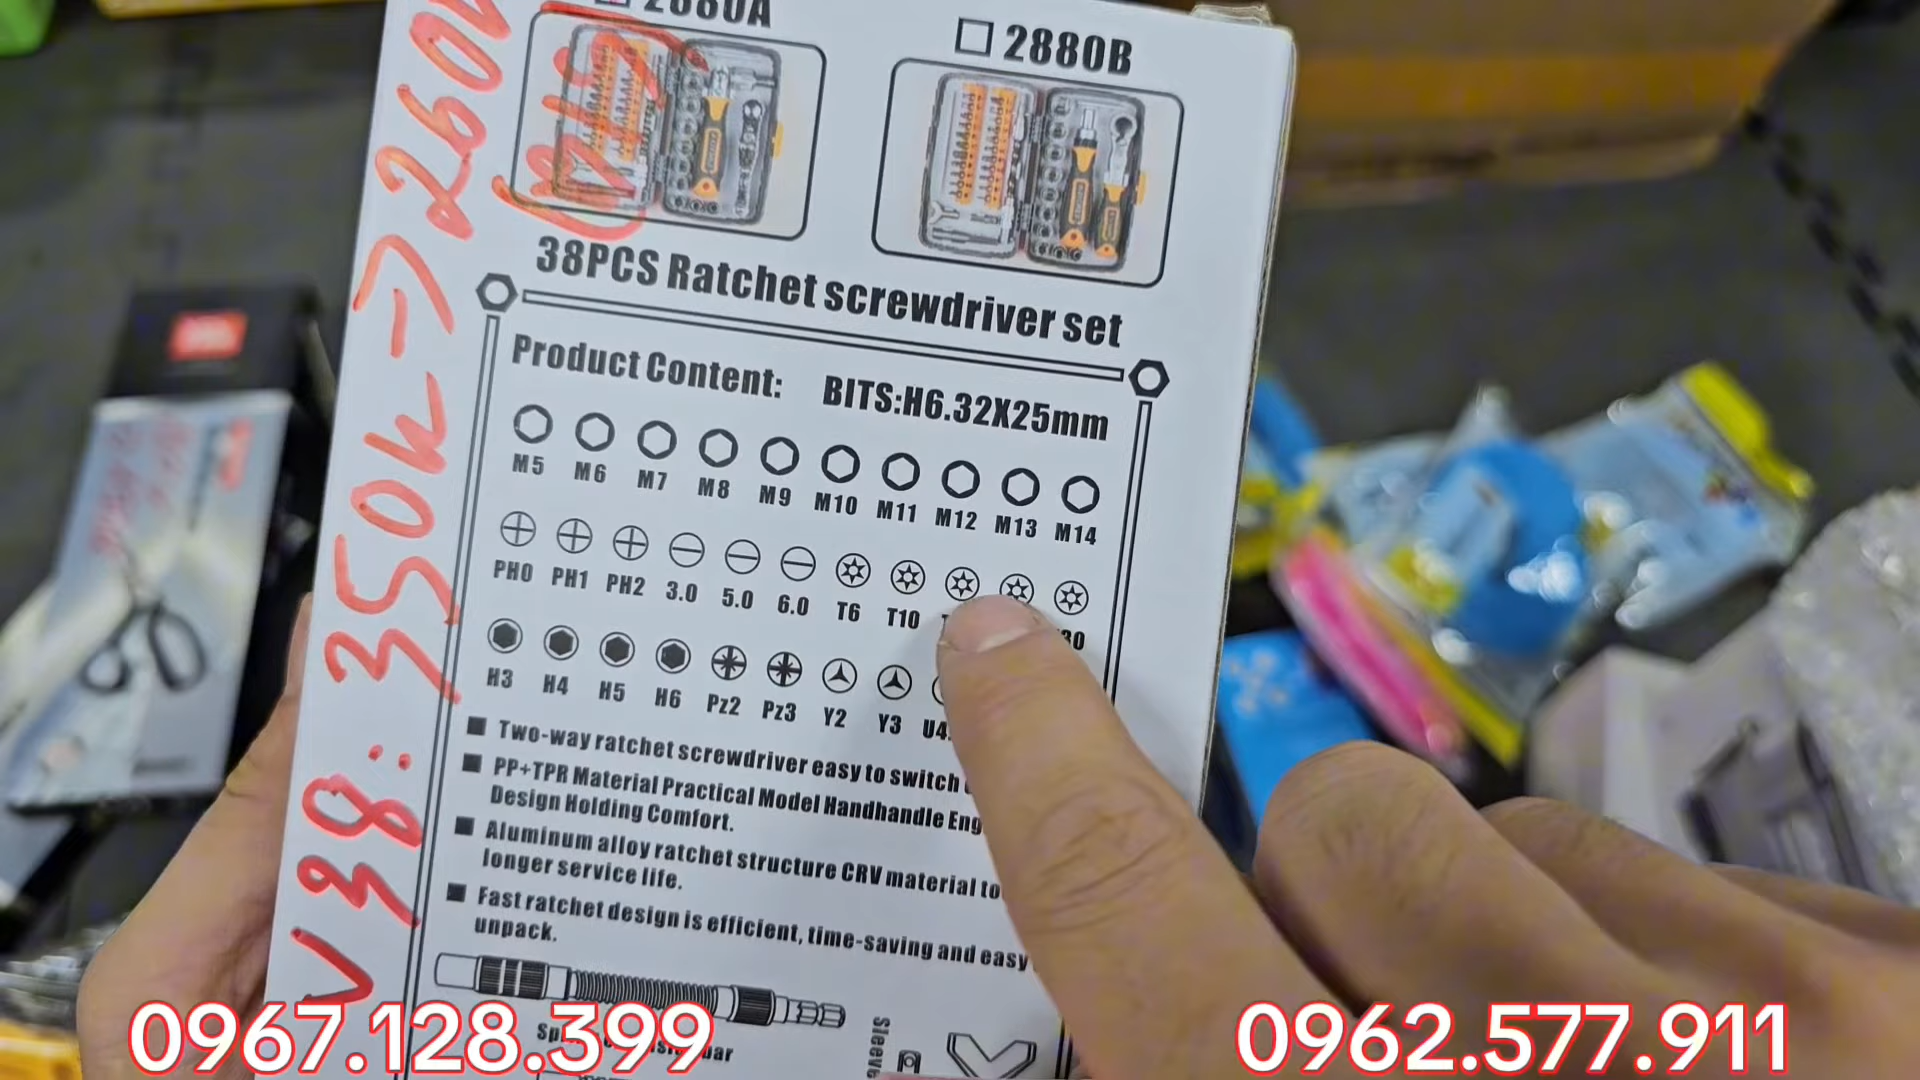 2880A
2880B
38PCS Ratchet screwdriver set
Product Content: BITS:H6.32X25mm
M5 M6 M7 M8 M9 M10 M11 M12 M13 M14
PH0 PH1 PH2 3.0 5.0 6.0 T6 T10
H3 H4 H5 H6 Pz2 Pz3 Y2 Y3
Two-way ratchet screwdriver easy to switch
PP+TPR Material Practical Model Handhandle
Design Holding Comfort.
Aluminum alloy ratchet structure CRV material to
longer service life.
Fast ratchet design is efficient, time-saving and easy
unpack.
Sleeve
V38: 350k → 260k
0967.128.399
0962.577.911